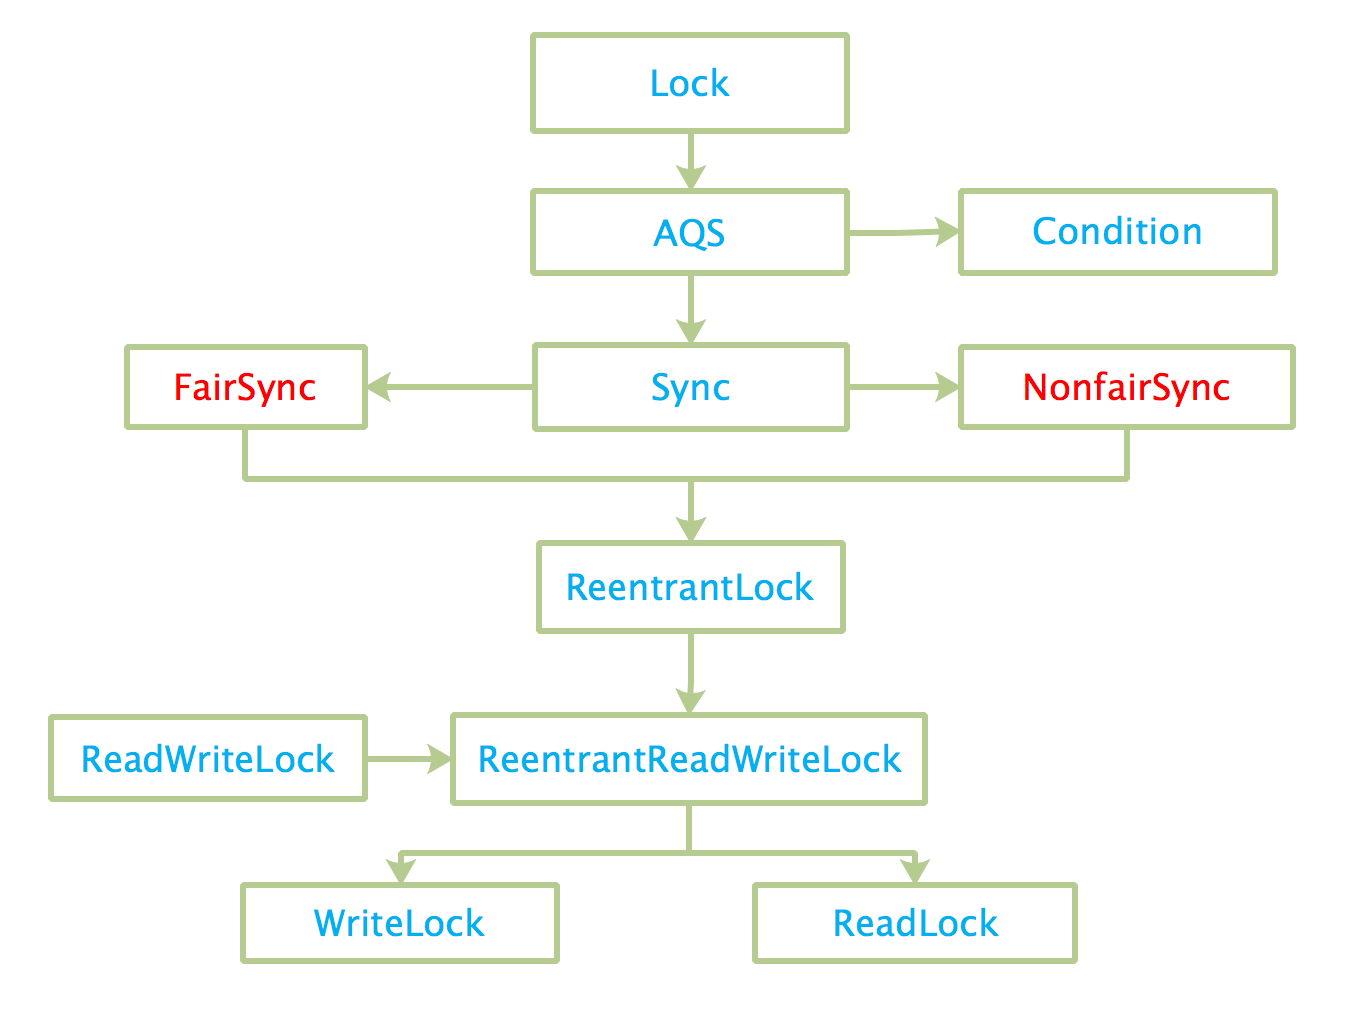 Lock
AQS
Condition
FairSync
Sync
NonfairSync
ReentrantLock
ReadWriteLock
ReentrantReadWriteLock
WriteLock
ReadLock